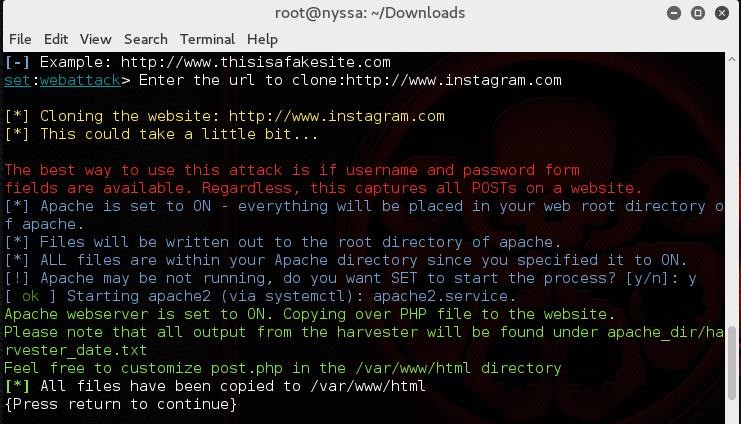 root@nyssa: ~/Downloads
File Edit View Search Terminal Help
[-] Example: http://www.thisisafakesite.com
set:webattack> Enter the url to clone:http://www.instagram.com
[*] Cloning the website: http://www.instagram.com
[*] This could take a little bit...
The best way to use this attack is if username and password form
fields are available. Regardless, this captures all POSTs on a website.
[*] Apache is set to ON - everything will be placed in your web root directory o
f apache.
[*] Files will be written out to the root directory of apache.
[*] ALL files are within your Apache directory since you specified it to ON.
[!] Apache may be not running, do you want SET to start the process? [y/n]: y
[ ok ] Starting apache2 (via systemctl): apache2.service.
Apache webserver is set to ON. Copying over PHP file to the website.
Please note that all output from the harvester will be found under apache_dir/ha
rvester_date.txt
Feel free to customize post.php in the /var/www/html directory
[*] All files have been copied to /var/www/html
{Press return to continue}